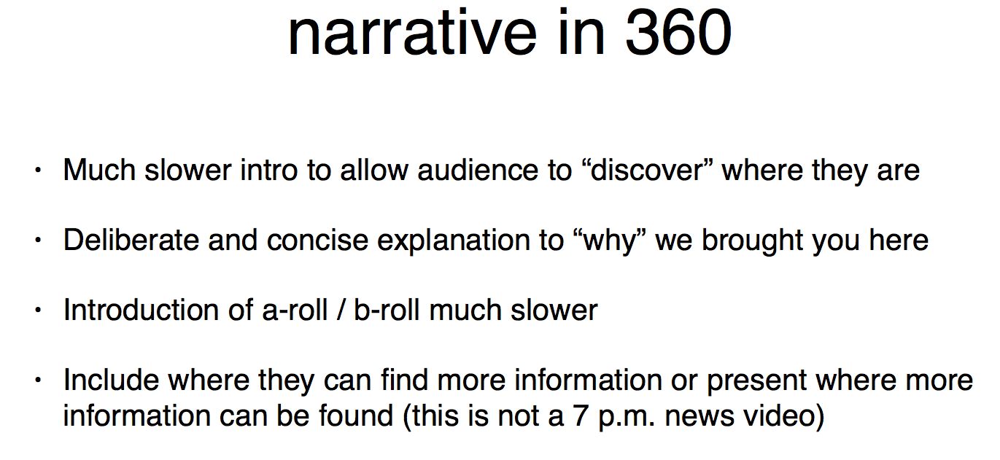 narrative in 360
· Much slower intro to allow audience to “discover” where they are
· Deliberate and concise explanation to “why” we brought you here
· Introduction of a-roll / b-roll much slower
· Include where they can find more information or present where more
information can be found (this is not a 7 p.m. news video)